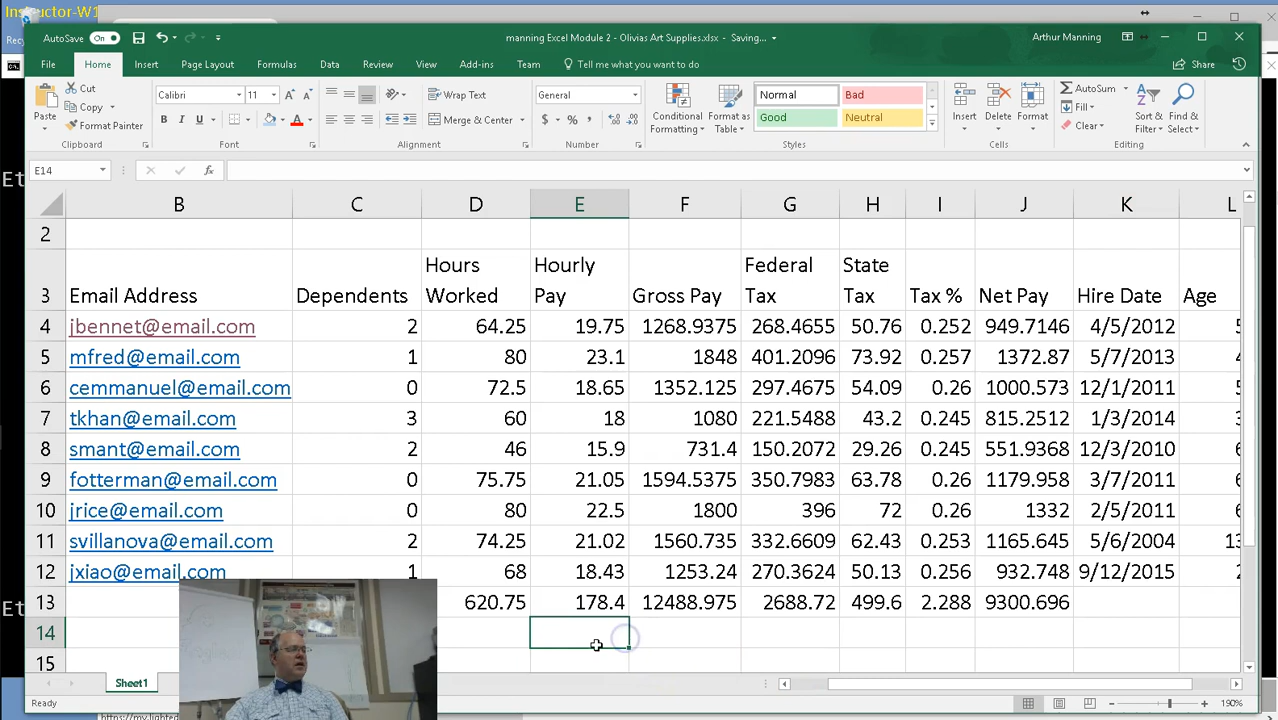 Instructor-W1
AutoSave On
manning Excel Module 2 - Olivias Art Supplies.xlsx - Saving...
Arthur Manning
File Home Insert Page Layout Formulas Data Review View Add-ins Team Tell me what you want to do Share
Paste Cut Copy Format Painter
Calibri 11 B I U A
Wrap Text Merge & Center
General $ % ,
Conditional Formatting Format as Table
Normal Bad Good Neutral
Insert Delete Format
AutoSum Fill Clear Sort & Filter Find & Select
Clipboard Font Alignment Number Styles Cells Editing
E14 fx
B C D E F G H I J K L
2
3 Email Address Dependents Hours Worked Hourly Pay Gross Pay Federal Tax State Tax Tax % Net Pay Hire Date Age
4 jbennet@email.com 2 64.25 19.75 1268.9375 268.4655 50.76 0.252 949.7146 4/5/2012
5 mfred@email.com 1 80 23.1 1848 401.2096 73.92 0.257 1372.87 5/7/2013
6 cemmanuel@email.com 0 72.5 18.65 1352.125 297.4675 54.09 0.26 1000.573 12/1/2011
7 tkhan@email.com 3 60 18 1080 221.5488 43.2 0.245 815.2512 1/3/2014
8 smant@email.com 2 46 15.9 731.4 150.2072 29.26 0.26 551.9368 12/3/2010
9 fotterman@email.com 0 75.75 21.05 1594.5375 350.7983 63.78 0.26 1179.958 3/7/2011
10 jrice@email.com 0 80 22.5 1800 396 72 0.26 1332 2/5/2011
11 svillanova@email.com 2 74.25 21.02 1560.735 332.6609 62.43 0.253 1165.645 5/6/2004
12 jxiao@email.com 1 68 18.43 1253.24 270.3624 50.13 0.256 932.748 9/12/2015
13 620.75 178.4 12488.975 2688.72 499.6 2.288 9300.696
14
15
Sheet1
Ready 190%